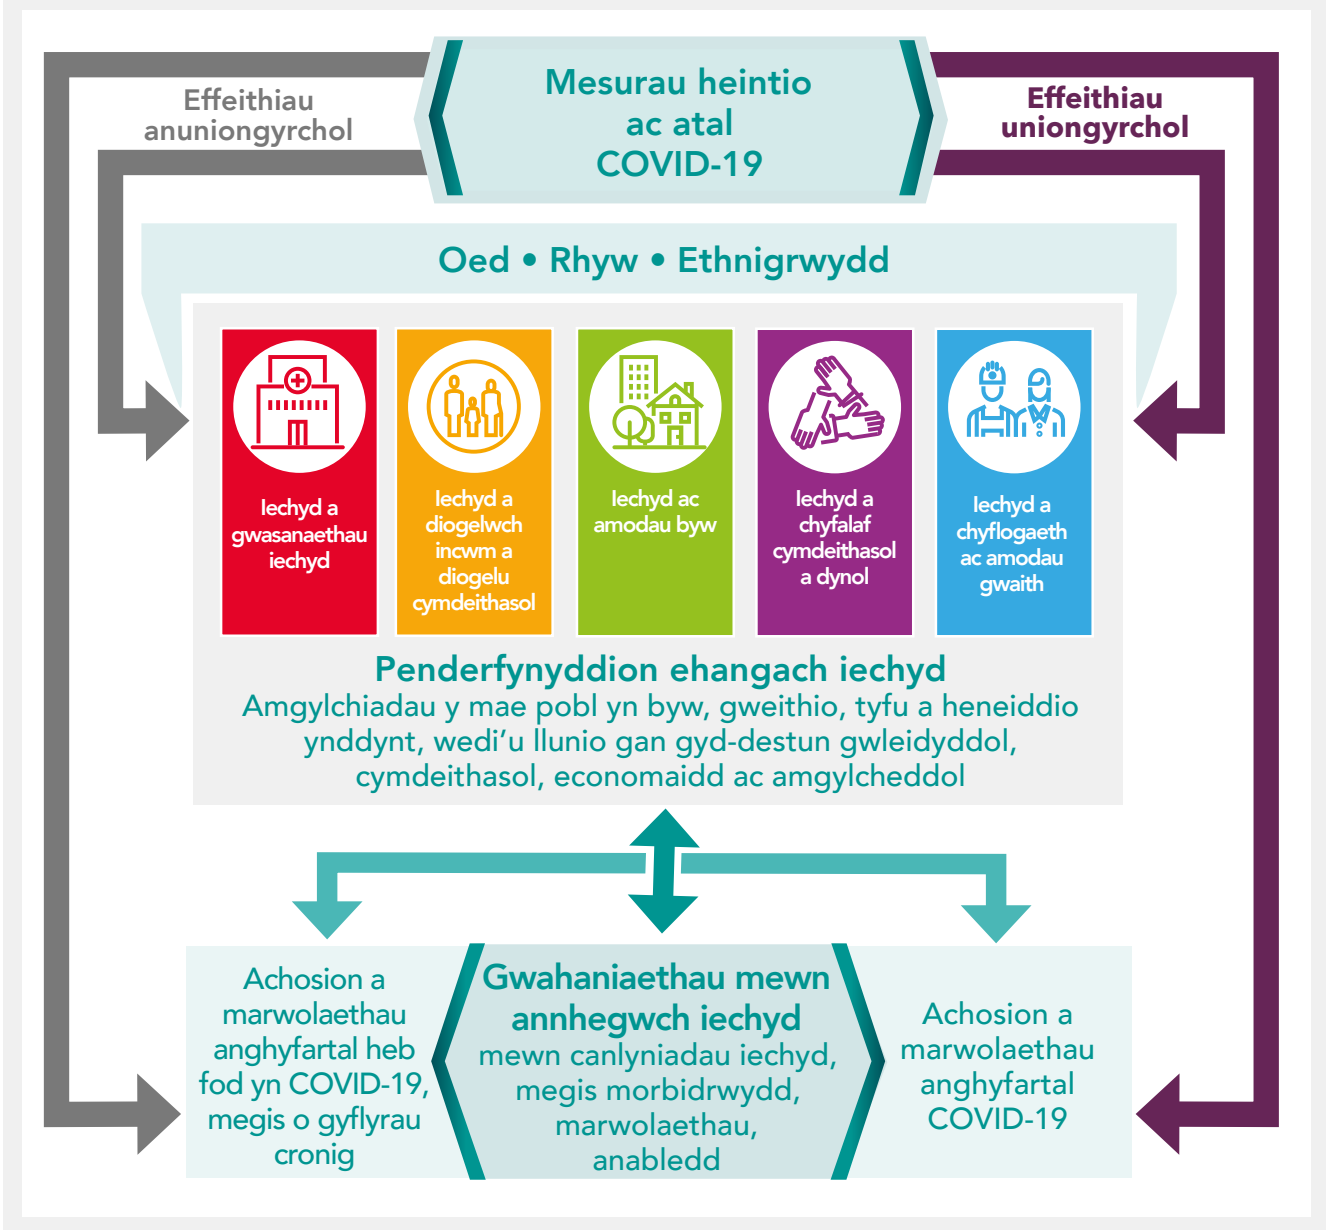 Mesurau heintio
ac atal
COVID-19
Effeithiau
anuniongyrchol
Effeithiau
uniongyrchol
Oed • Rhyw • Ethnigrwydd
Iechyd a
gwasanaethau
iechyd
Iechyd a
diogelwch
incwm a
diogelu
cymdeithasol
Iechyd ac
amodau byw
Iechyd a
chyfalaf
cymdeithasol
a dynol
Iechyd a
chyflogaeth
ac amodau
gwaith
Penderfynyddion ehangach iechyd
Amgylchiadau y mae pobl yn byw, gweithio, tyfu a heneiddio
ynddynt, wedi’u llunio gan gyd-destun gwleidyddol,
cymdeithasol, economaidd ac amgylcheddol
Achosion a
marwolaethau
anghyfartal heb
fod yn COVID-19,
megis o gyflyrau
cronig
Gwahaniaethau mewn
annhegwch iechyd
mewn canlyniadau iechyd,
megis morbidrwydd,
marwolaethau,
anabledd
Achosion a
marwolaethau
anghyfartal
COVID-19